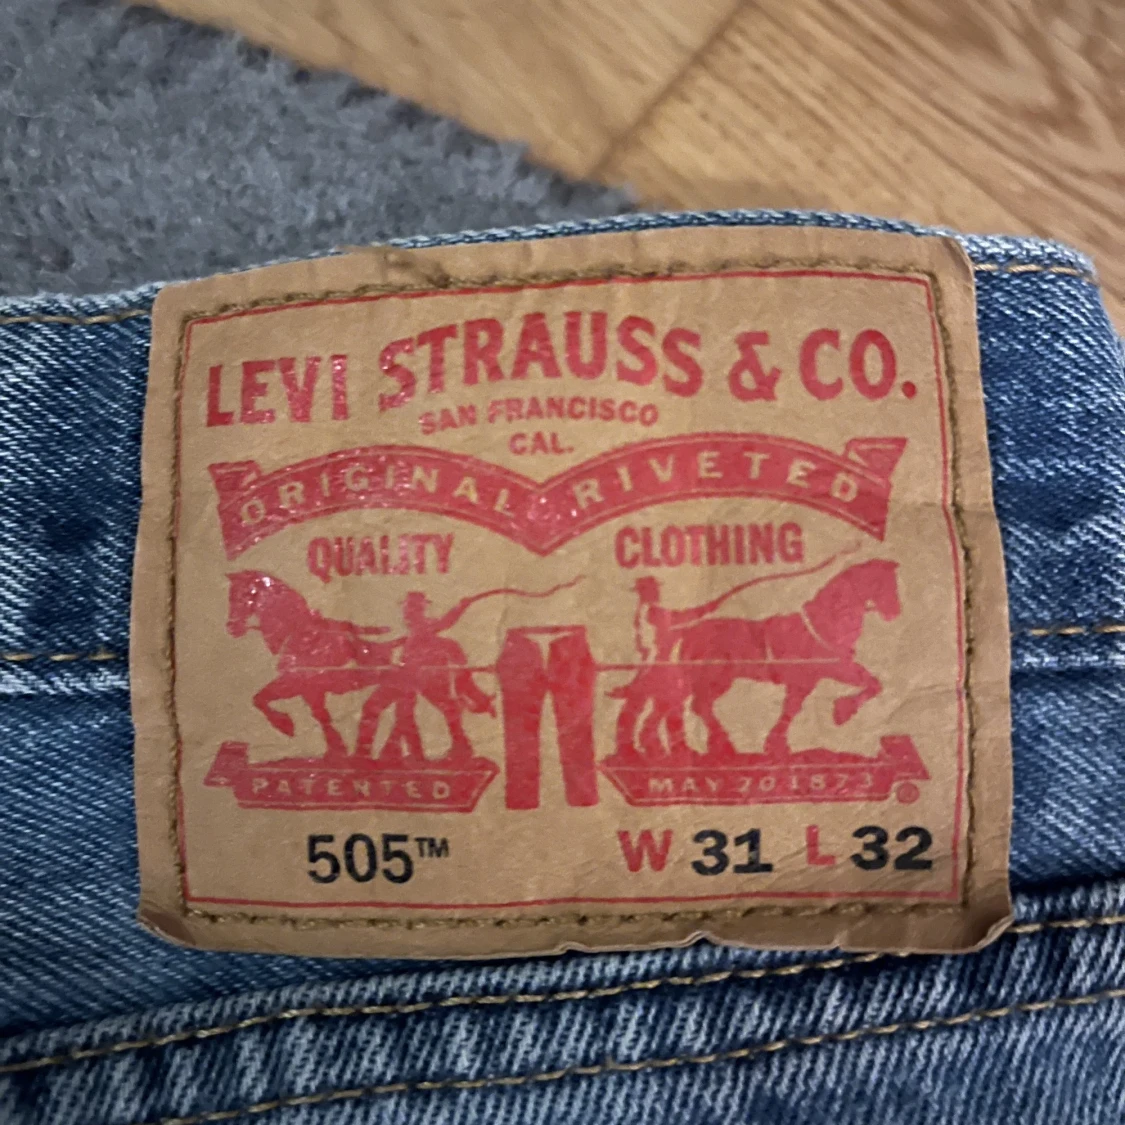 LEVI STRAUSS & CO.
SAN FRANCISCO
CAL.
ORIGINAL RIVETED
QUALITY CLOTHING
PATENTED MAY 20 1873 ®
505™ W 31 L 32